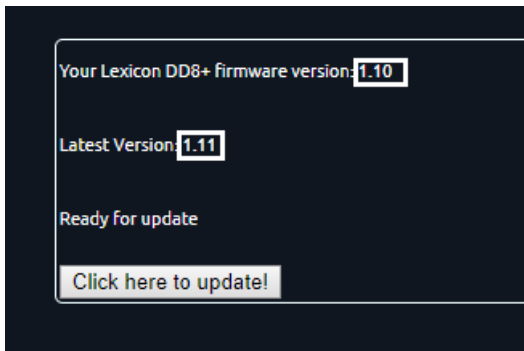 Your Lexicon DD8+ firmware version:1.10
Latest Version:1.11
Ready for update
Click here to update!